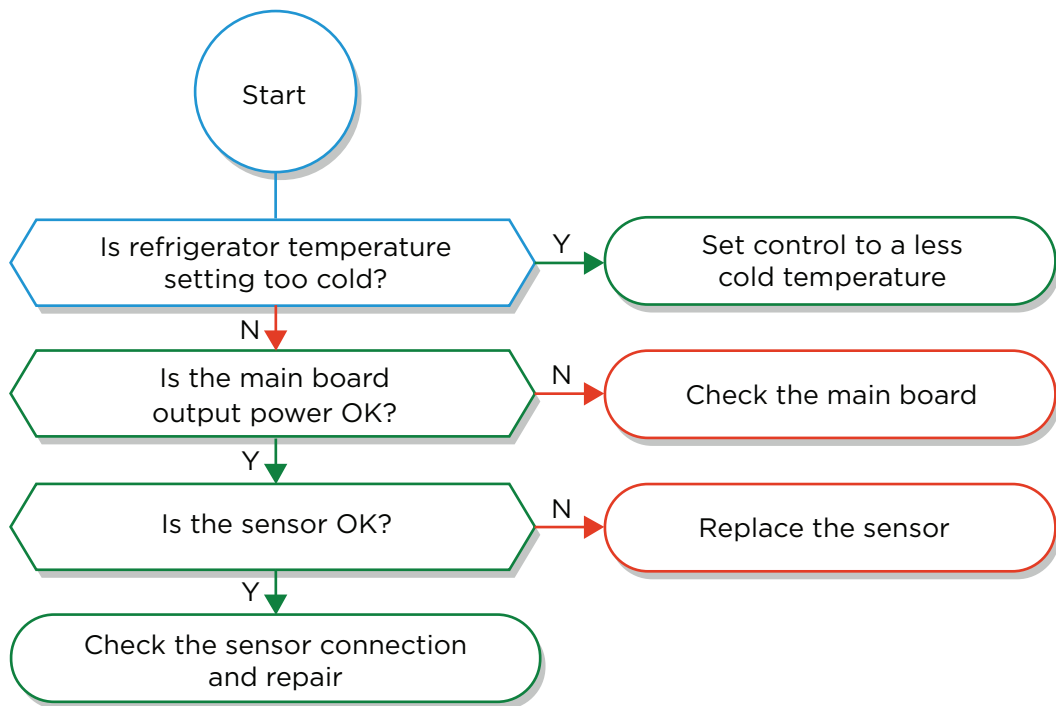 Start
Is refrigerator temperature
setting too cold?
Y
Set control to a less
cold temperature
N
Is the main board
output power OK?
N
Check the main board
Y
Is the sensor OK?
N
Replace the sensor
Y
Check the sensor connection
and repair